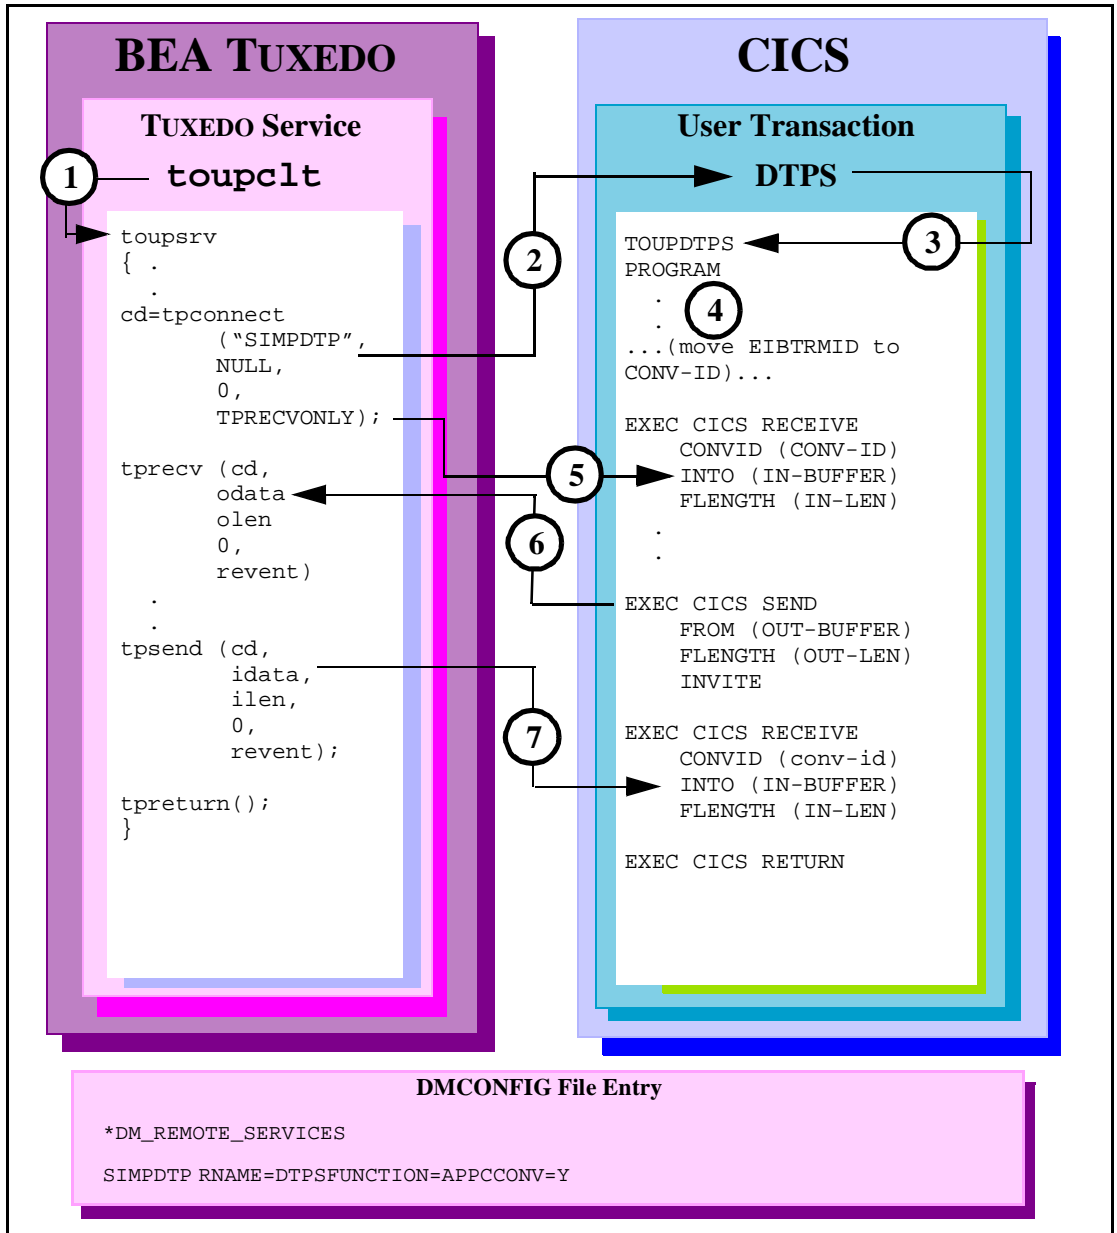 BEA TUXEDO
TUXEDO Service
1
toupclt
toupsrv
{ .
.
cd=tpconnect
(“SIMPDTP”,
NULL,
0,
TPRECVONLY);
tprecv (cd,
odata
olen
0,
revent)
.
.
tpsend (cd,
idata,
ilen,
0,
revent);
tpreturn();
}
2
5
6
7
CICS
User Transaction
DTPS
3
TOUPDTPS
PROGRAM
.
4
.
...(move EIBTRMID to
CONV-ID)...
EXEC CICS RECEIVE
CONVID (CONV-ID)
INTO (IN-BUFFER)
FLENGTH (IN-LEN)
.
.
EXEC CICS SEND
FROM (OUT-BUFFER)
FLENGTH (OUT-LEN)
INVITE
EXEC CICS RECEIVE
CONVID (conv-id)
INTO (IN-BUFFER)
FLENGTH (IN-LEN)
EXEC CICS RETURN
DMCONFIG File Entry
*DM_REMOTE_SERVICES
SIMPDTP RNAME=DTPSFUNCTION=APPCCONV=Y